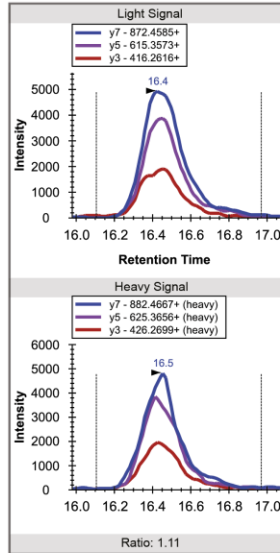 Light Signal
y7 - 872.4585+
y5 - 615.3573+
y3 - 416.2616+
16.4
5000
4000
3000
2000
1000
0
Intensity
16.0 16.2 16.4 16.6 16.8 17.0
Retention Time
Heavy Signal
y7 - 882.4667+ (heavy)
y5 - 625.3656+ (heavy)
y3 - 426.2699+ (heavy)
16.5
6000
5000
4000
3000
2000
1000
0
Intensity
16.0 16.2 16.4 16.6 16.8 17.0
Ratio: 1.11